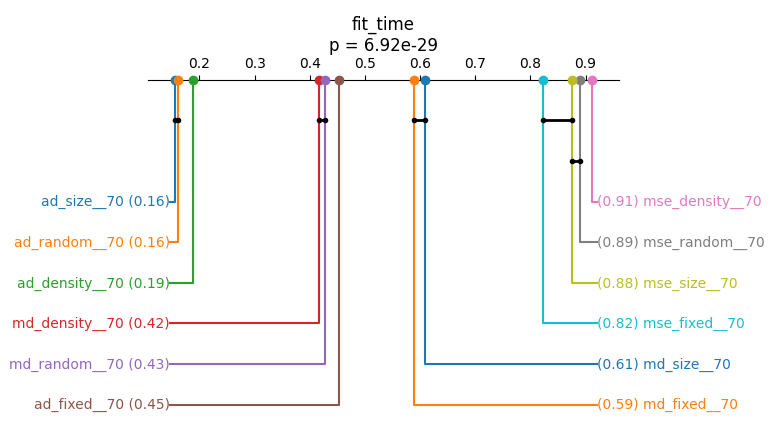 fit_time
p = 6.92e-29
0.2 0.3 0.4 0.5 0.6 0.7 0.8 0.9
ad_size__70 (0.16)
(0.91) mse_density__70
ad_random__70 (0.16)
(0.89) mse_random__70
ad_density__70 (0.19)
(0.88) mse_size__70
md_density__70 (0.42)
(0.82) mse_fixed__70
md_random__70 (0.43)
(0.61) md_size__70
ad_fixed__70 (0.45)
(0.59) md_fixed__70